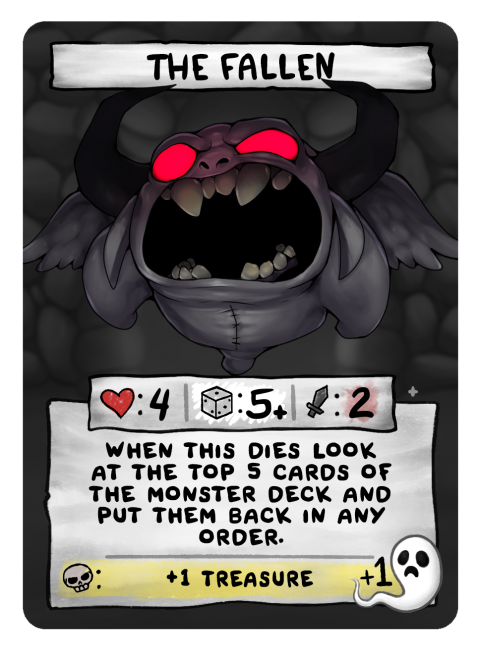 THE FALLEN
:4 :5+ :2
WHEN THIS DIES LOOK
AT THE TOP 5 CARDS OF
THE MONSTER DECK AND
PUT THEM BACK IN ANY
ORDER.
: +1 TREASURE +1